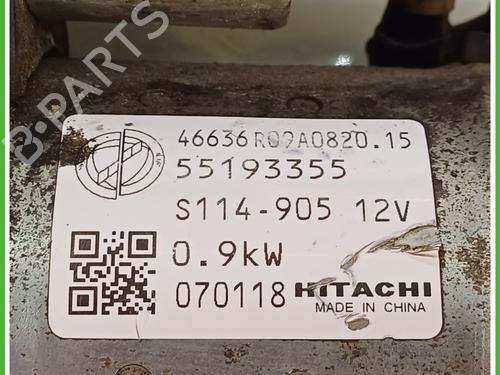 46636R09A0820.15
55193355
S114-905 12V
0.9kW
070118 HITACHI
MADE IN CHINA
B-PARTS